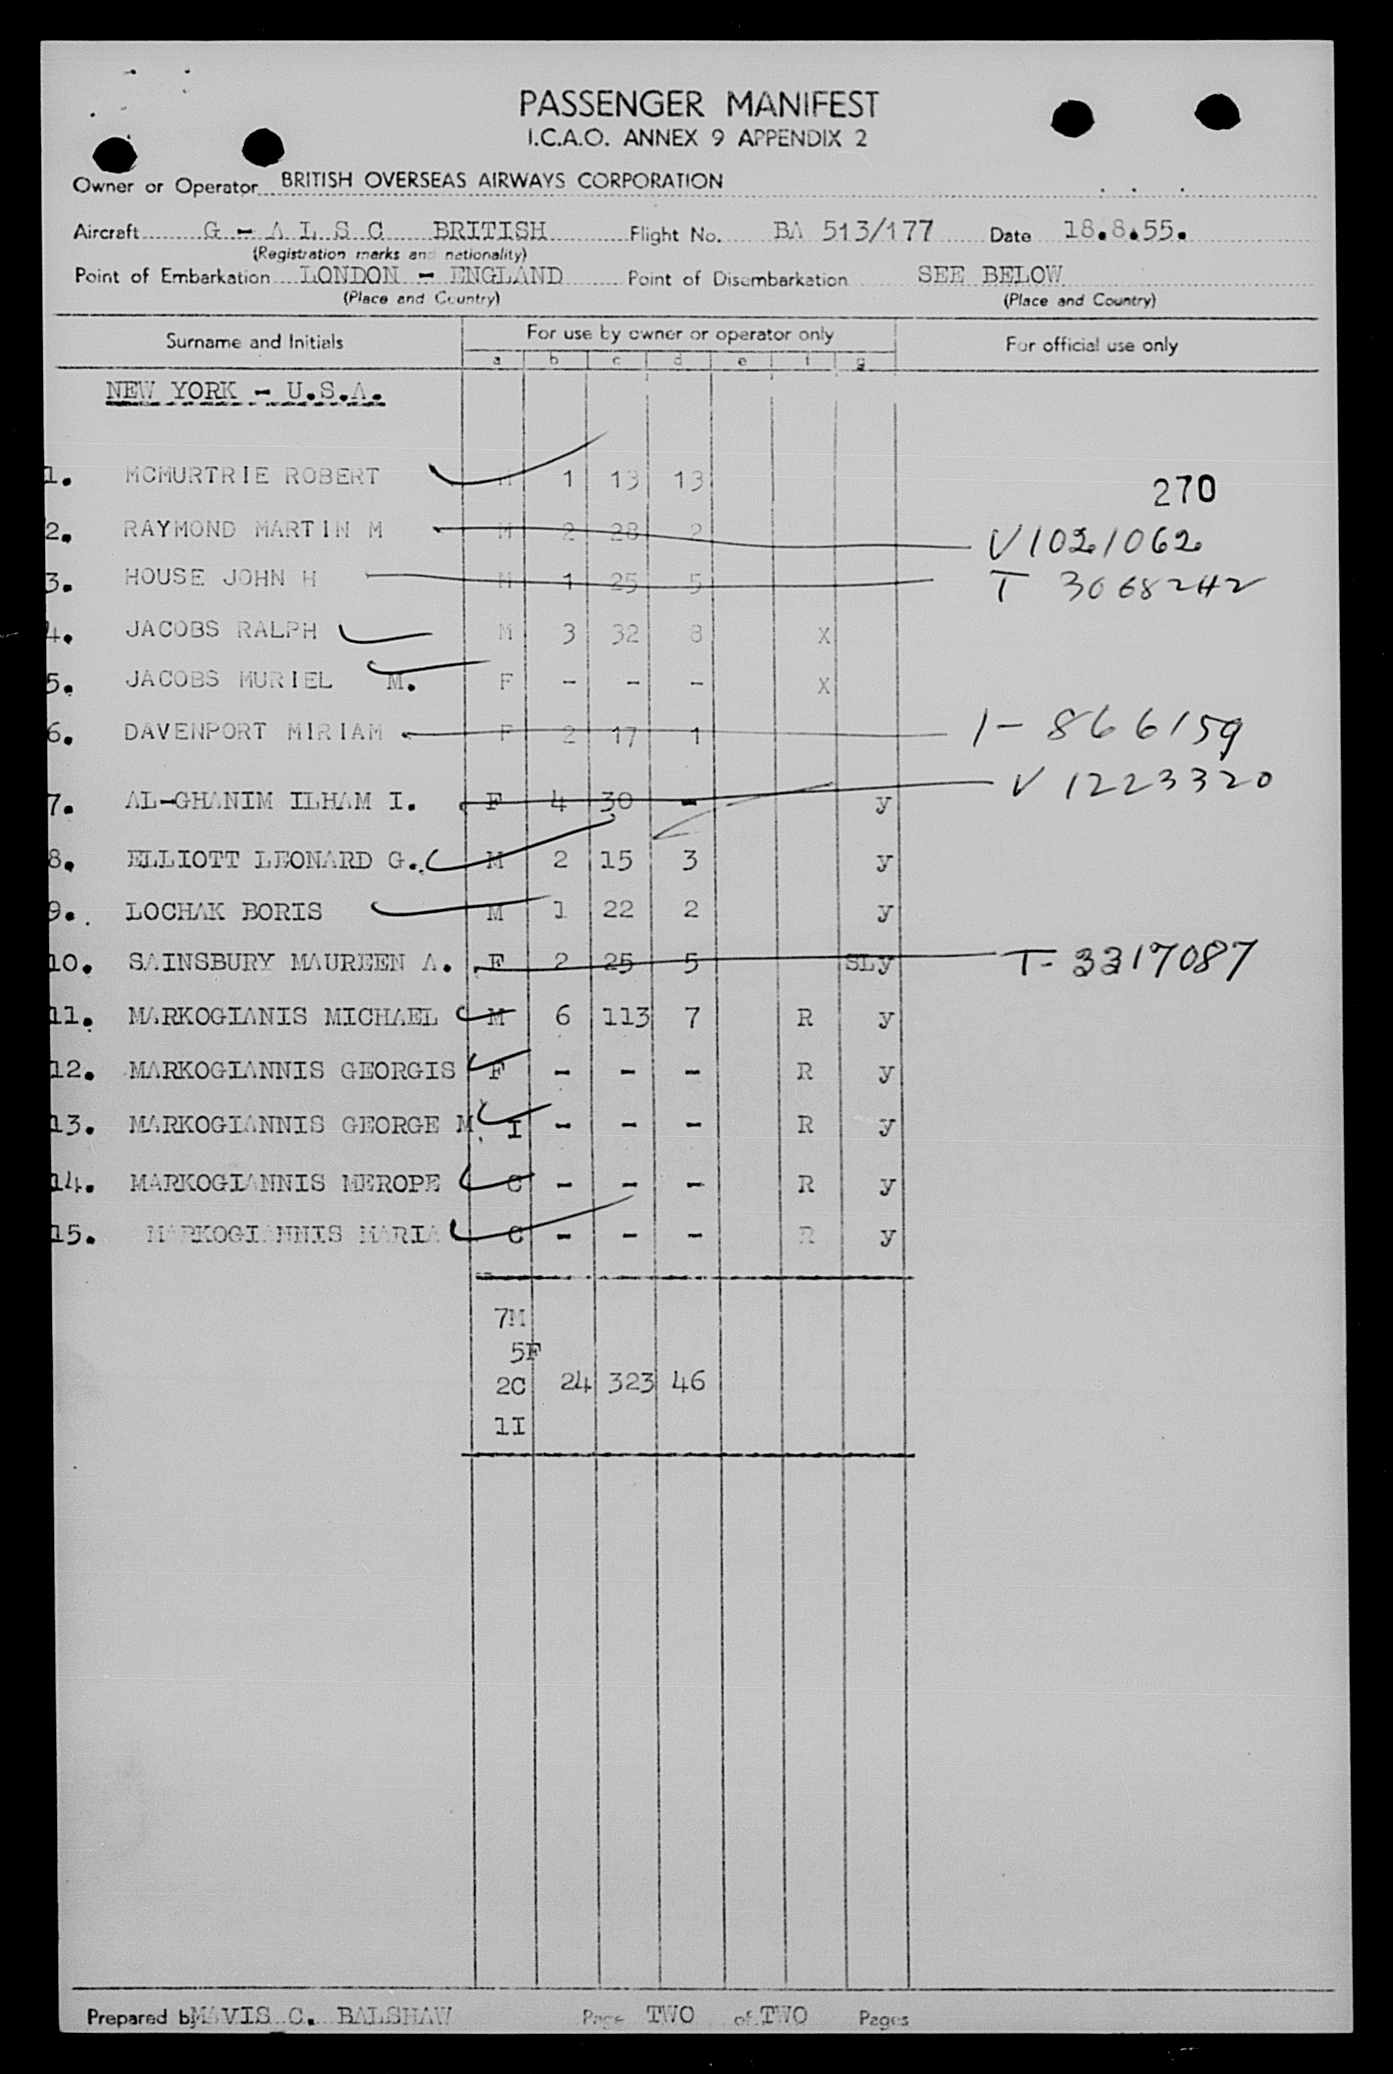 PASSENGER MANIFEST
I.C.A.O. ANNEX 9 APPENDIX 2
Owner or Operator BRITISH OVERSEAS AIRWAYS CORPORATION
Aircraft G - A L S C BRITISH Flight No. BA 513/177 Date 18.8.55.
(Registration marks and nationality)
Point of Embarkation LONDON - ENGLAND Point of Disembarkation SEE BELOW
(Place and Country) (Place and Country)
Surname and Initials For use by owner or operator only For official use only
a b c d e f g
NEW YORK - U.S.A.
1. MCMURTRIE ROBERT M 1 13 13
270
2. RAYMOND MARTIN M M 2 28 2 V1021062
3. HOUSE JOHN H M 1 25 5 T 3068242
4. JACOBS RALPH M 3 32 8 X
5. JACOBS MURIEL M. F - - - X
6. DAVENPORT MIRIAM F 2 17 1 1-866159
7. AL-GHANIM ILHAM I. F 4 30 - y V 1223320
8. ELLIOTT LEONARD G. M 2 15 3 y
9. LOCHAK BORIS M 1 22 2 y
10. SAINSBURY MAUREEN A. F 2 25 5 SLy T-3317087
11. MARKOGIANIS MICHAEL M 6 113 7 R y
12. MARKOGIANNIS GEORGIS F - - - R y
13. MARKOGIANNIS GEORGE M. I - - - R y
14. MARKOGIANNIS MEROPE C - - - R y
15. MARKOGIANNIS MARIA C - - - R y
7M
5F
2C 24 323 46
1I
Prepared by MAVIS C. BALSHAW Page TWO of TWO Pages